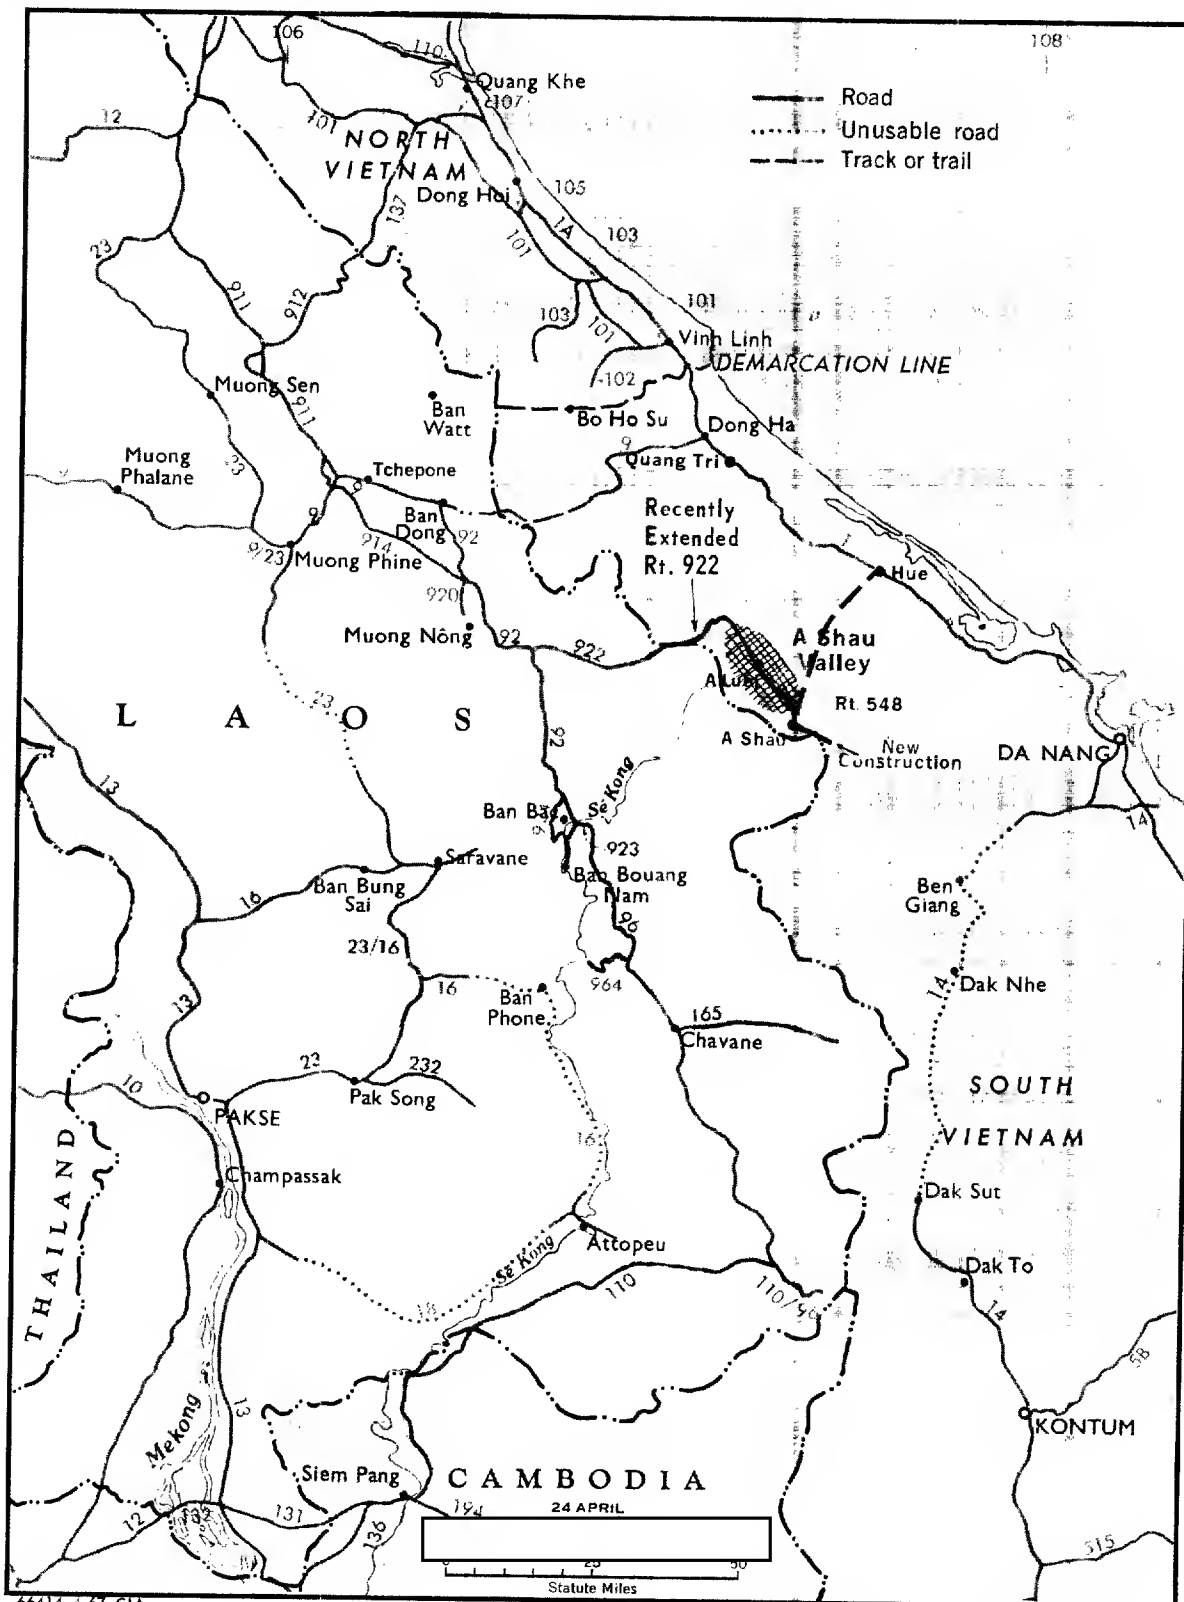 106
110
108
Quang Khe
107
Road
Unusable road
Track or trail
12
101
NORTH
VIETNAM
Dong Hoi
105
137
1A
103
101
23
911
912
101
103
101
Vinh Linh
DEMARCATION LINE
102
Muong Sen
Ban
Watt
Bo Ho Su
911
Dong Ha
9
Quang Tri
Muong
Phalane
23
Tchepone
9
9
9
Recently
Extended
Rt. 922
Ban
Dong
92
914
1
9/23
Muong Phine
Hue
920
Muong Nông
92
922
A Shau
Valley
23
Rt. 548
LAOS
A Shau
New
Construction
DA NANG
92
13
Sé Kong
Ban Bac
14
923
Saravane
Ban Bouang
Nam
Ban Bung
Sai
16
Ben
Giang
96
23/16
964
16
Ban
Phone
14
Dak Nhe
13
165
Chavane
23
232
10
Pak Song
SOUTH
VIETNAM
PAKSE
THAILAND
Champassak
Dak Sut
Attopeu
Sé Kong
110
110/96
Dak To
14
18
5B
13
Mekong
KONTUM
Siem Pang
CAMBODIA
24 APRIL
194
12
132
131
136
515
0 25 50
Statute Miles